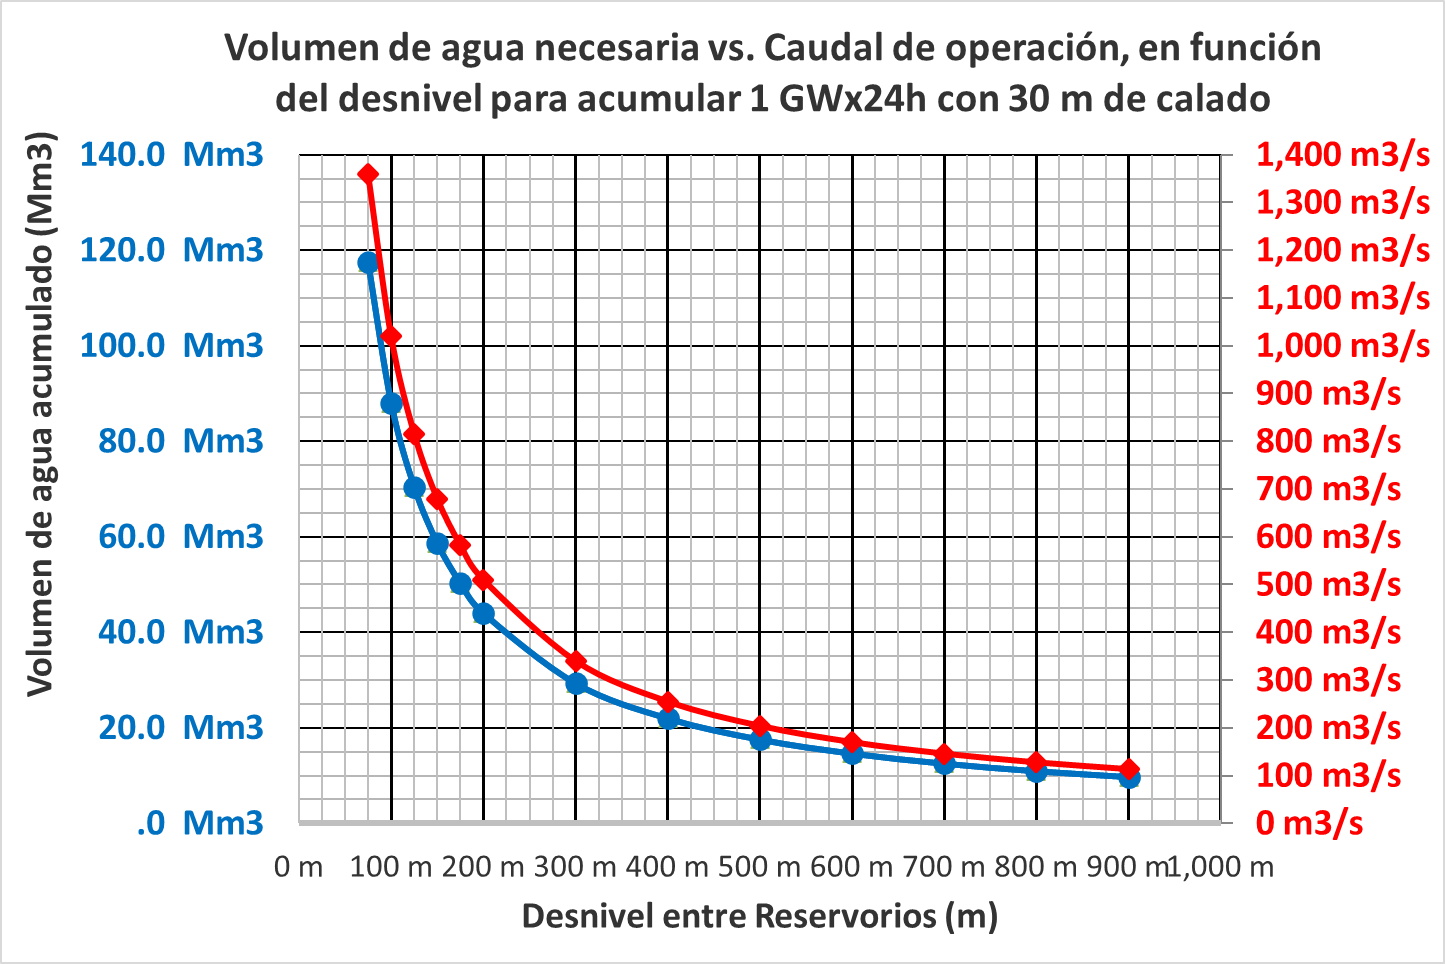 Volumen de agua necesaria vs. Caudal de operación, en función
del desnivel para acumular 1 GWx24h con 30 m de calado
Volumen de agua acumulado (Mm3)
140.0 Mm3
120.0 Mm3
100.0 Mm3
80.0 Mm3
60.0 Mm3
40.0 Mm3
20.0 Mm3
.0 Mm3
1,400 m3/s
1,300 m3/s
1,200 m3/s
1,100 m3/s
1,000 m3/s
900 m3/s
800 m3/s
700 m3/s
600 m3/s
500 m3/s
400 m3/s
300 m3/s
200 m3/s
100 m3/s
0 m3/s
0 m 100 m 200 m 300 m 400 m 500 m 600 m 700 m 800 m 900 m 1,000 m
Desnivel entre Reservorios (m)